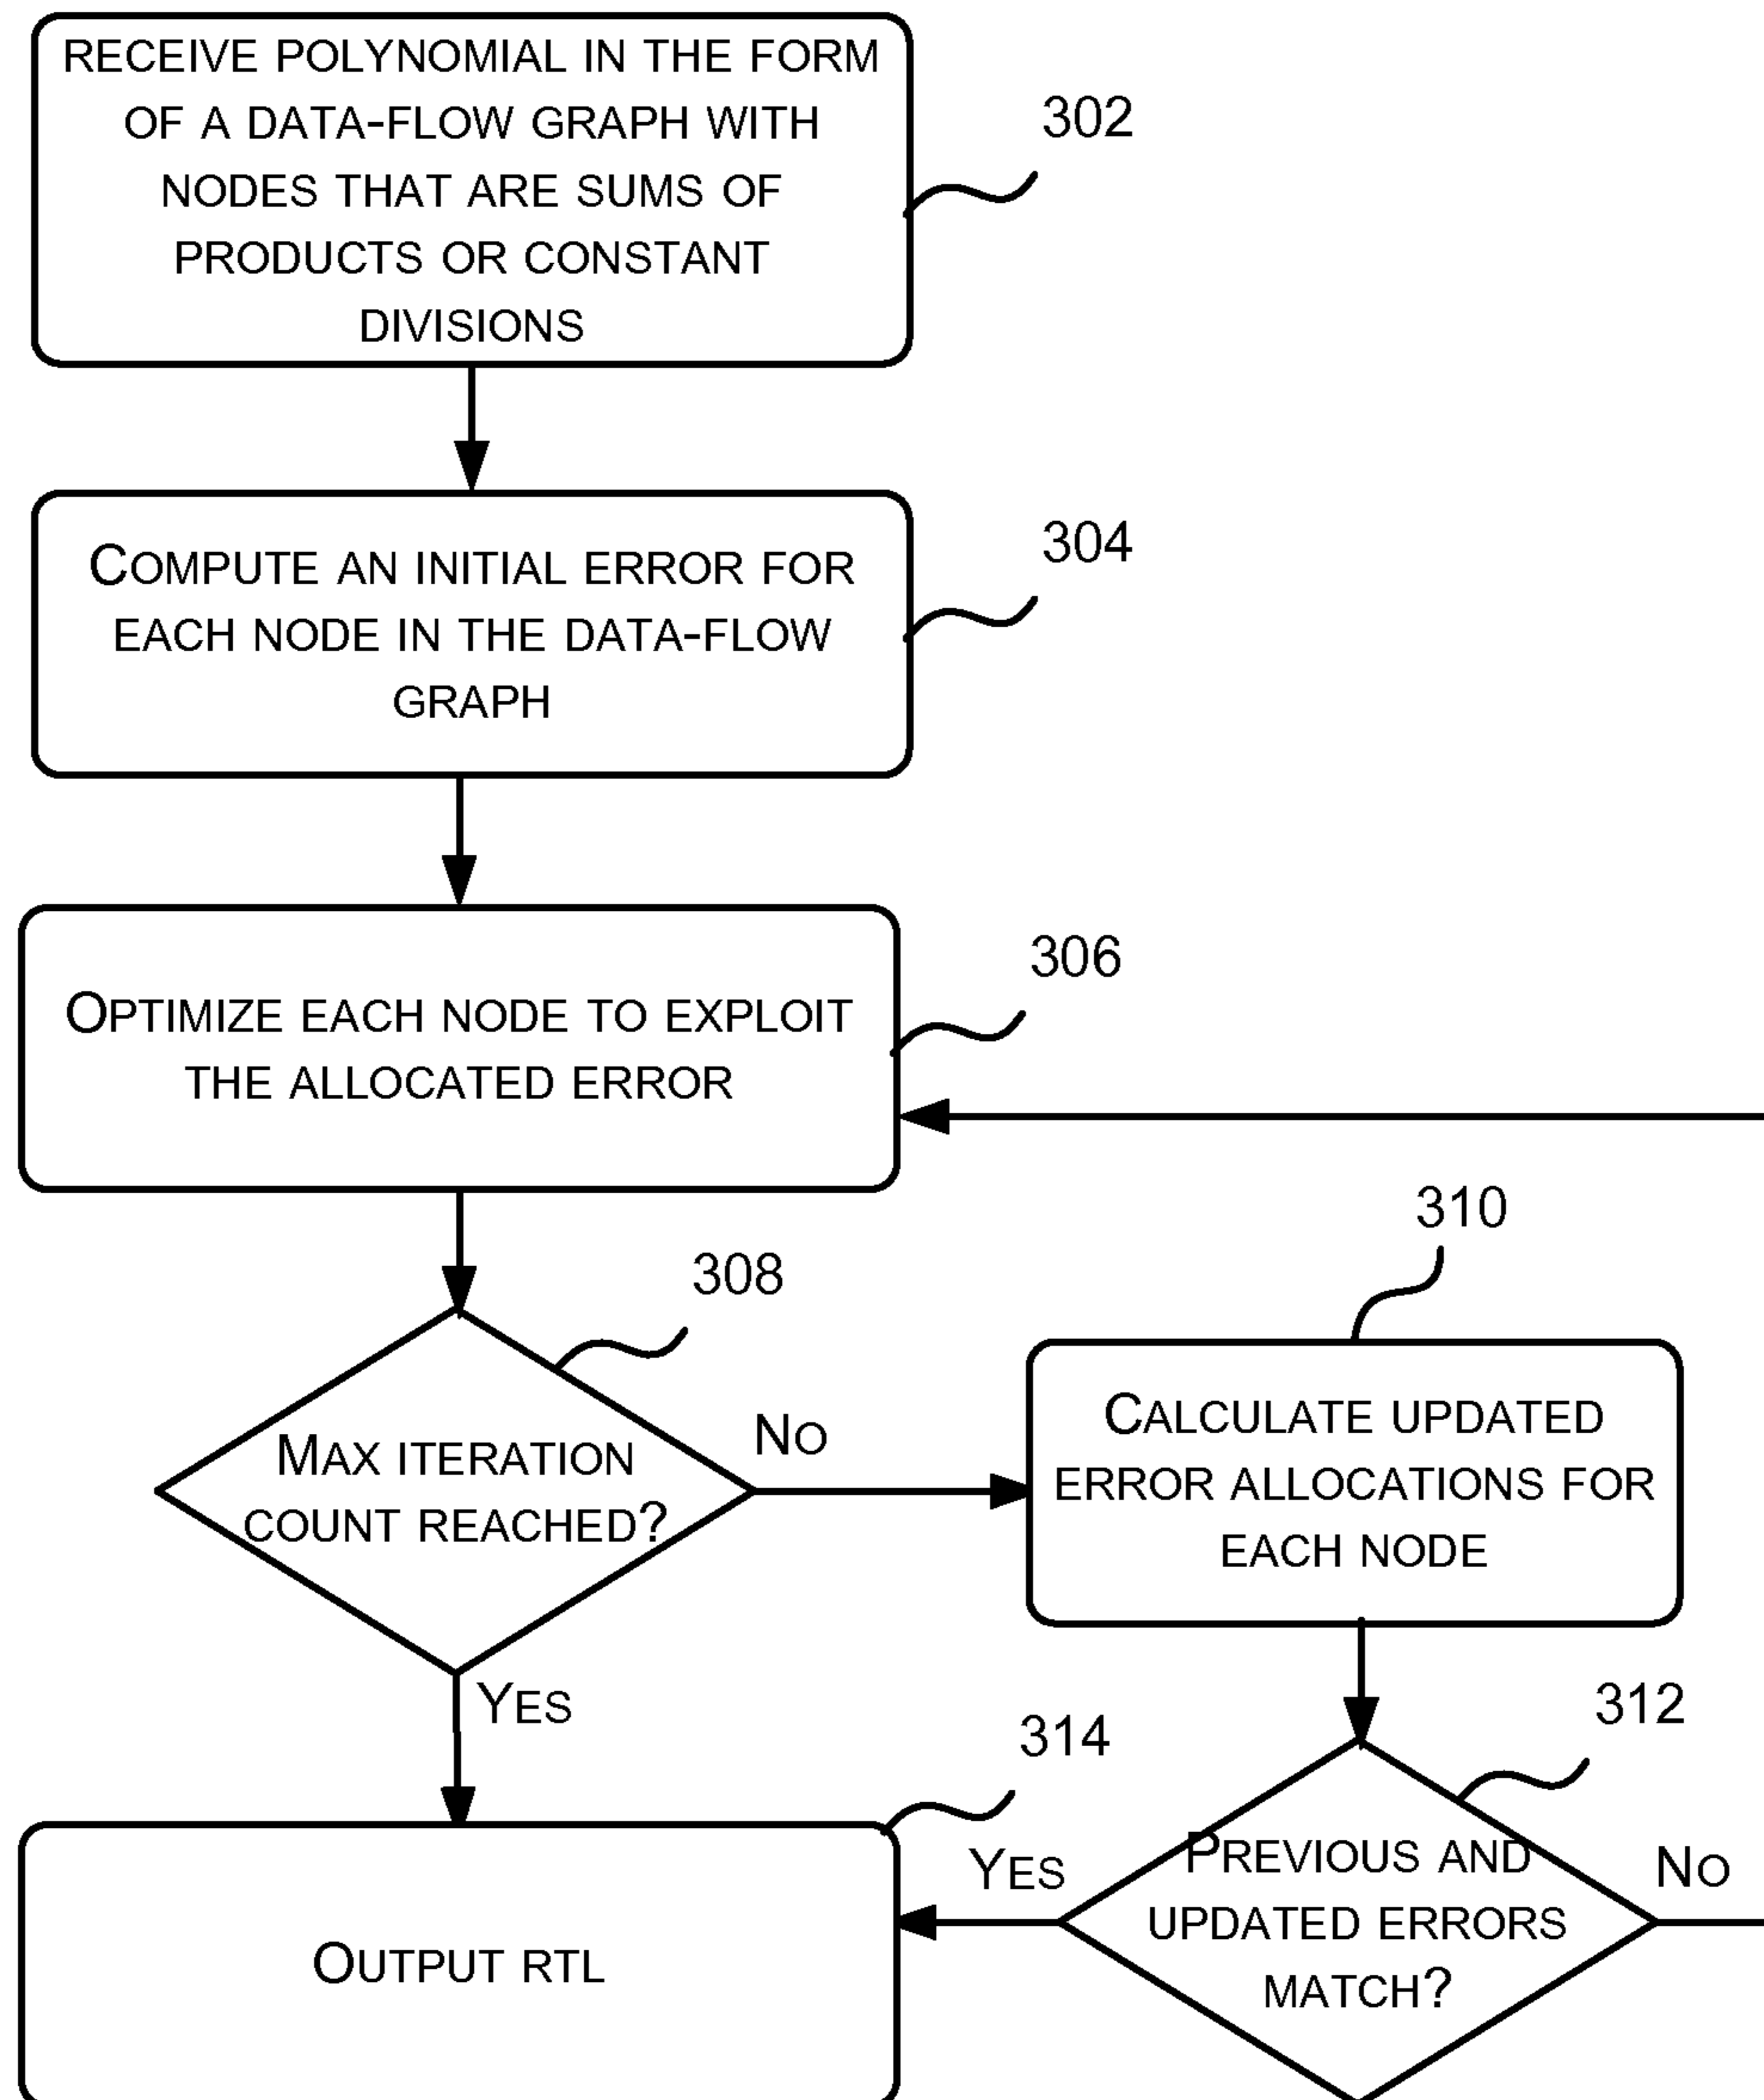 RECEIVE POLYNOMIAL IN THE FORM
OF A DATA-FLOW GRAPH WITH
NODES THAT ARE SUMS OF
PRODUCTS OR CONSTANT
DIVISIONS
302
COMPUTE AN INITIAL ERROR FOR
EACH NODE IN THE DATA-FLOW
GRAPH
304
OPTIMIZE EACH NODE TO EXPLOIT
THE ALLOCATED ERROR
306
MAX ITERATION
COUNT REACHED?
308
NO
YES
CALCULATE UPDATED
ERROR ALLOCATIONS FOR
EACH NODE
310
PREVIOUS AND
UPDATED ERRORS
MATCH?
312
NO
YES
OUTPUT RTL
314